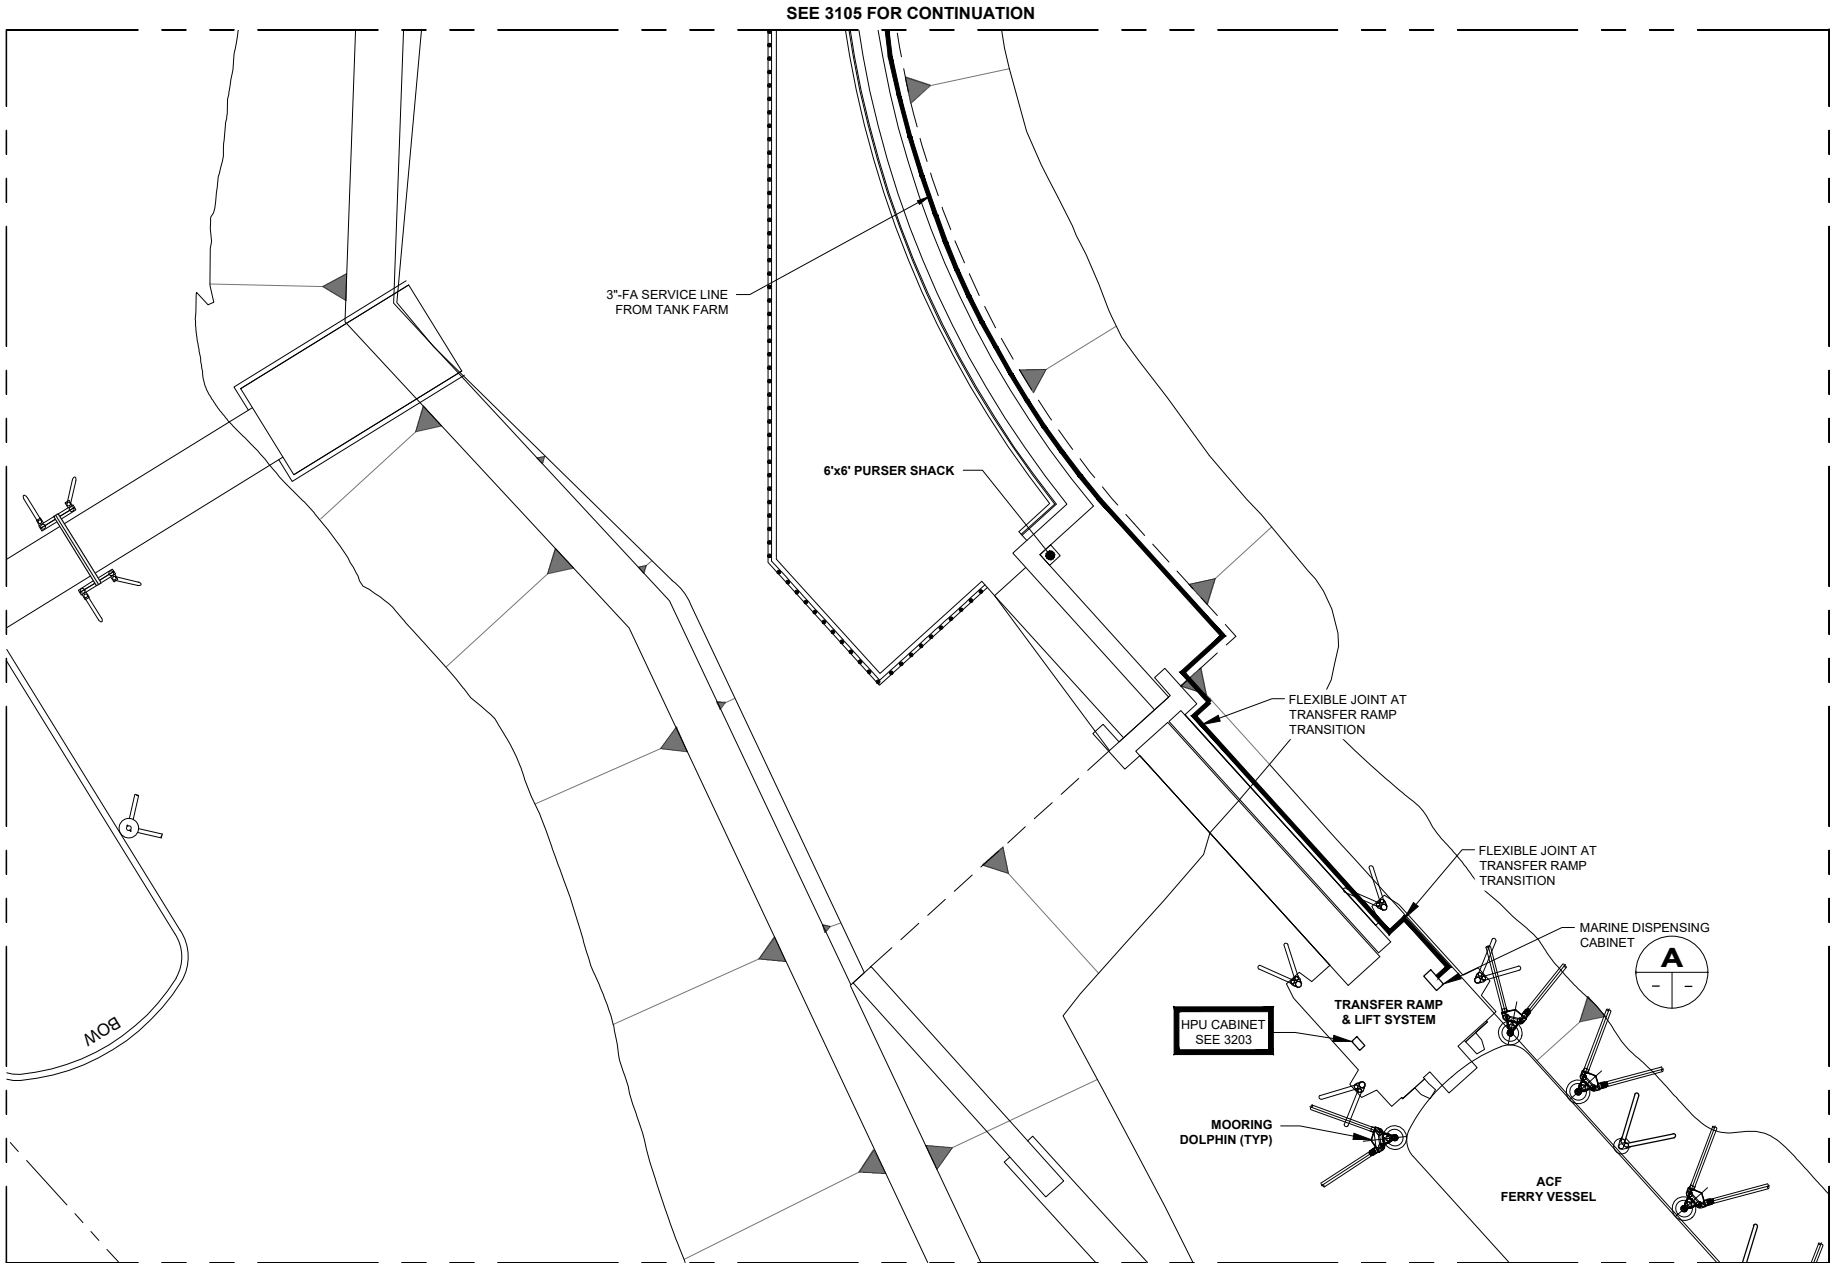 SEE 3105 FOR CONTINUATION
3"-FA SERVICE LINE
FROM TANK FARM
6'x6' PURSER SHACK
FLEXIBLE JOINT AT
TRANSFER RAMP
TRANSITION
FLEXIBLE JOINT AT
TRANSFER RAMP
TRANSITION
MARINE DISPENSING
CABINET
A
- -
TRANSFER RAMP
& LIFT SYSTEM
HPU CABINET
SEE 3203
BOW
MOORING
DOLPHIN (TYP)
ACF
FERRY VESSEL